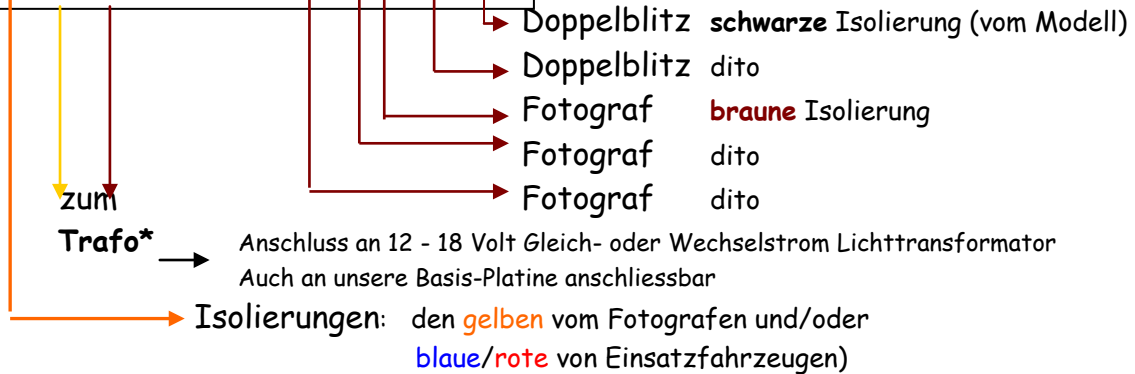 Doppelblitz schwarze Isolierung (vom Modell)
Doppelblitz dito
Fotograf braune Isolierung
Fotograf dito
Fotograf dito
zum
Trafo* Anschluss an 12 - 18 Volt Gleich- oder Wechselstrom Lichttransformator
Auch an unsere Basis-Platine anschliessbar
Isolierungen: den gelben vom Fotografen und/oder
blaue/rote von Einsatzfahrzeugen)